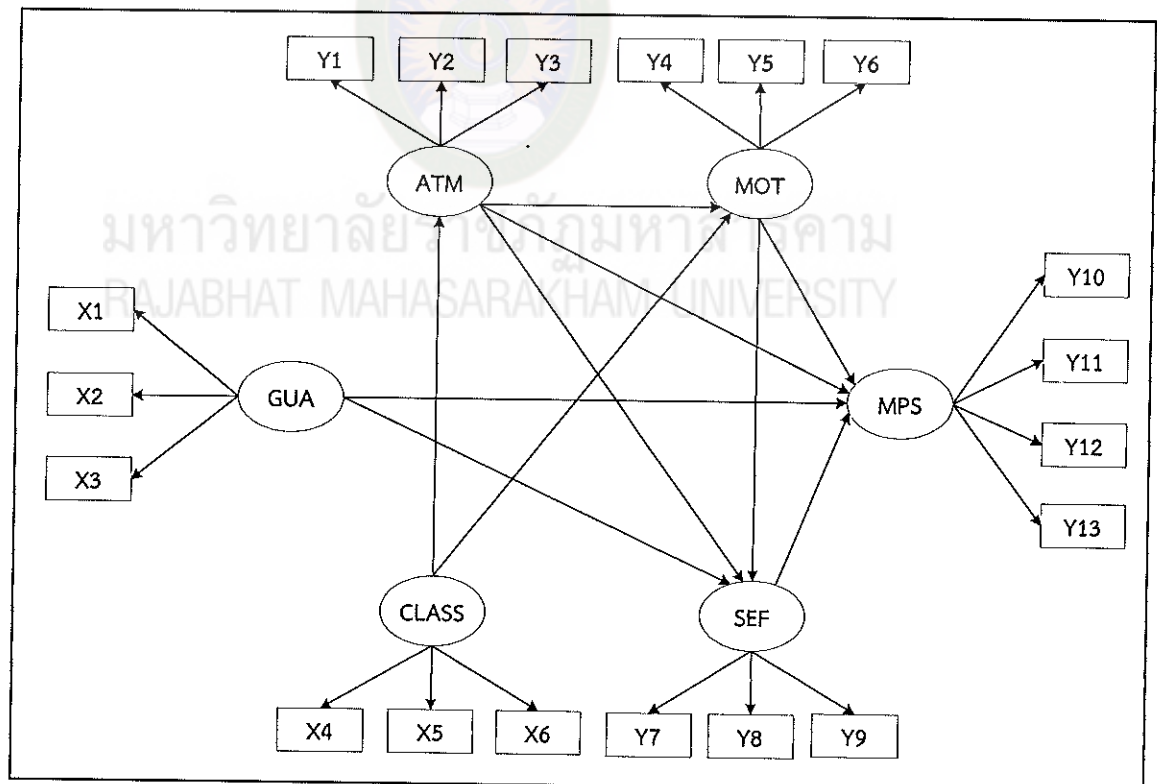 Y1 Y2 Y3 Y4 Y5 Y6
ATM MOT
มหาวิทยาลัยราชภัฏมหาสารคาม
RAJABHAT MAHASARAKHAM UNIVERSITY
Y10
X1
Y11
X2 GUA MPS
Y12
X3
Y13
CLASS SEF
X4 X5 X6 Y7 Y8 Y9